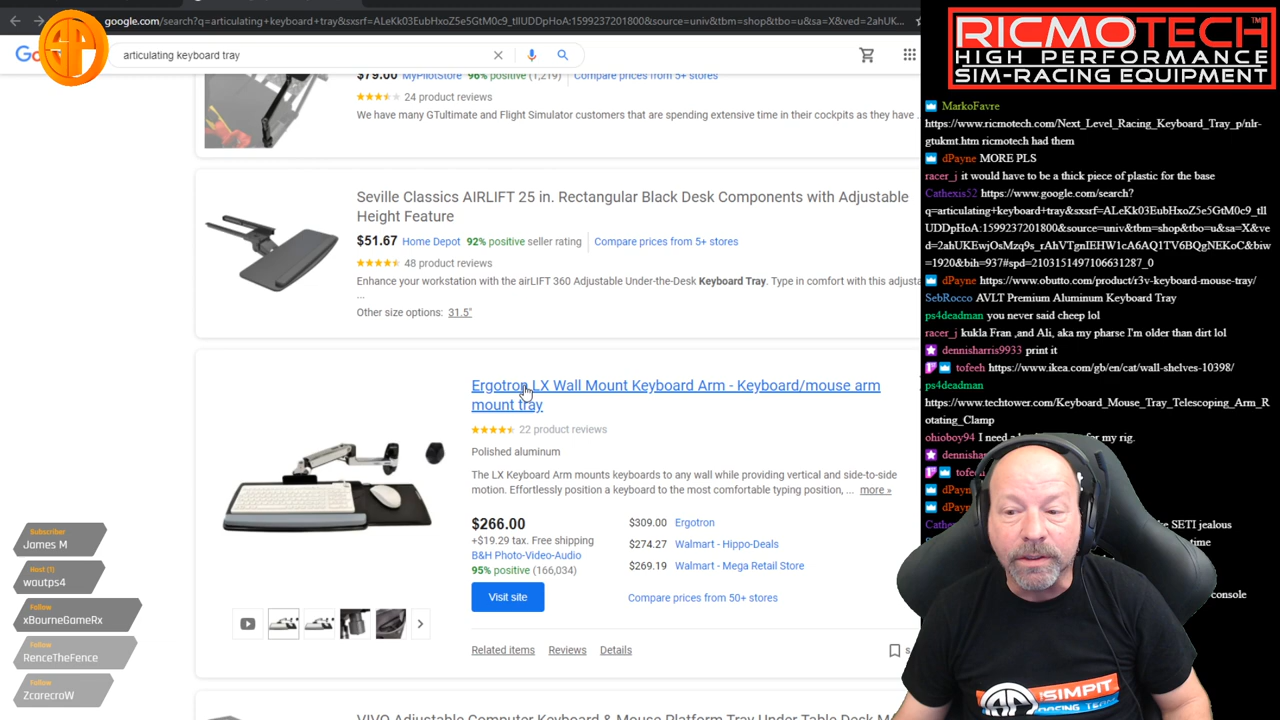 google.com/search?q=articulating+keyboard+tray&sxsrf=ALeKk03EubHxoZ5e5GtM0c9_tllUDDpHoA:1599237201800&source=univ&tbm=shop&tbo=u&sa=X&ved=2ahUK
articulating keyboard tray
$79.00 MyPilotStore 96% positive (1,219) Compare prices from 5+ stores
24 product reviews
We have many GTultimate and Flight Simulator customers that are spending extensive time in their cockpits as they have ..
Seville Classics AIRLIFT 25 in. Rectangular Black Desk Components with Adjustable
Height Feature
$51.67 Home Depot 92% positive seller rating Compare prices from 5+ stores
48 product reviews
Enhance your workstation with the airLIFT 360 Adjustable Under-the-Desk Keyboard Tray. Type in comfort with this adjusta
...
Other size options: 31.5"
Ergotron LX Wall Mount Keyboard Arm - Keyboard/mouse arm
mount tray
22 product reviews
Polished aluminum
The LX Keyboard Arm mounts keyboards to any wall while providing vertical and side-to-side
motion. Effortlessly position a keyboard to the most comfortable typing position, ... more »
$266.00
+$19.29 tax. Free shipping
B&H Photo-Video-Audio
95% positive (166,034)
$309.00 Ergotron
$274.27 Walmart - Hippo-Deals
$269.19 Walmart - Mega Retail Store
Visit site
Compare prices from 50+ stores
Related items Reviews Details
VIVO Adjustable Computer Keyboard & Mouse Platform Tray Under Table Desk M
Subscriber
James M
Host (1)
wautps4
Follow
xBourneGameRx
Follow
RenceTheFence
Follow
ZcarecroW
RICMOTECH
HIGH PERFORMANCE
SIM-RACING EQUIPMENT
MarkoFavre
https://www.ricmotech.com/Next_Level_Racing_Keyboard_Tray_p/nlr-
gtukmt.htm ricmotech had them
dPayne MORE PLS
racer_j it would have to be a thick piece of plastic for the base
Cathexis52 https://www.google.com/search?
q=articulating+keyboard+tray&sxsrf=ALeKk03EubHxoZ5e5GtM0c9_tll
UDDpHoA:1599237201800&source=univ&tbm=shop&tbo=u&sa=X&ve
d=2ahUKEwjOsMzq9s_rAhVTgnIEHW1cA6AQ1TV6BQgNEKoC&biw
=1920&bih=937#spd=2103151497106631287_0
dPayne https://www.obutto.com/product/r3v-keyboard-mouse-tray/
SebRocco AVLT Premium Aluminum Keyboard Tray
ps4deadman you never said cheep lol
racer_j kukla Fran ,and Ali, aka my pharse I'm older than dirt lol
dennisharris9933 print it
tofeeh https://www.ikea.com/gb/en/cat/wall-shelves-10398/
ps4deadman
https://www.techtower.com/Keyboard_Mouse_Tray_Telescoping_Arm_R
otating_Clamp
ohioboy94 I need a
my rig.
SETI jealous
time
console
SIMPIT
RACING TEAM